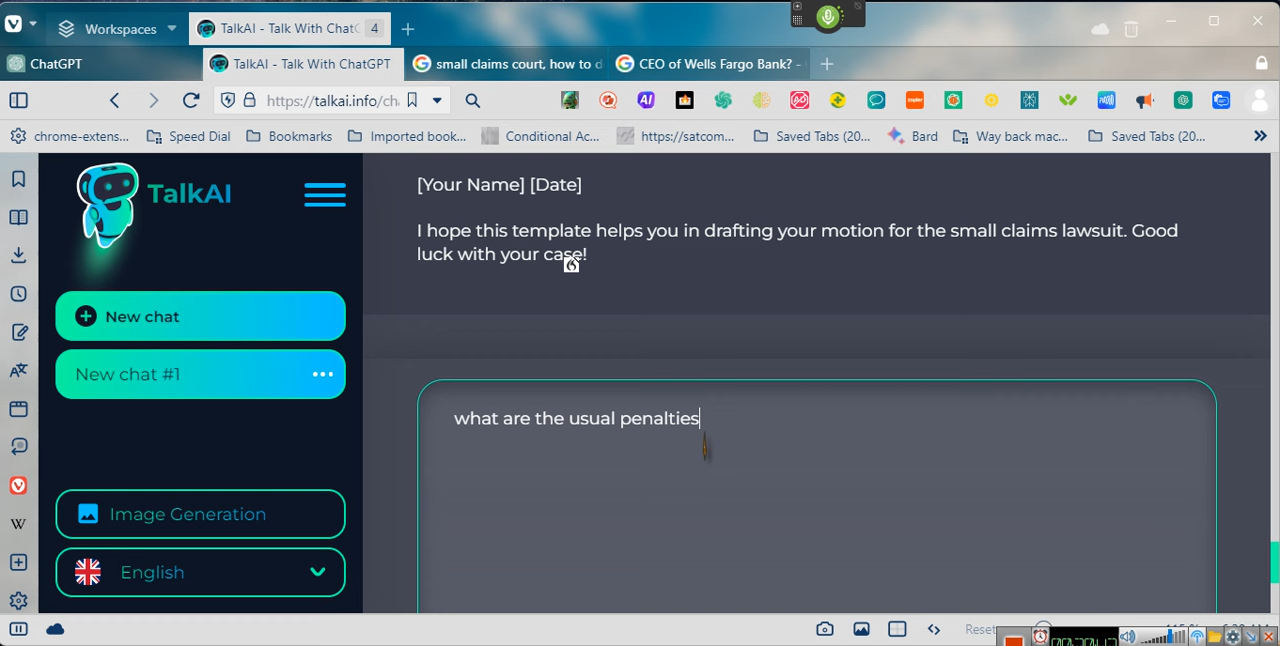 Workspaces
TalkAI - Talk With ChatG 4
ChatGPT
TalkAI - Talk With ChatGPT
small claims court, how to d
CEO of Wells Fargo Bank? -
https://talkai.info/cha
chrome-extens...
Speed Dial
Bookmarks
Imported book...
Conditional Ac...
https://satcom...
Saved Tabs (20...
Bard
Way back mac...
Saved Tabs (20...
TalkAI
New chat
New chat #1
Image Generation
English
[Your Name] [Date]
I hope this template helps you in drafting your motion for the small claims lawsuit. Good
luck with your case!
what are the usual penalties
Reset